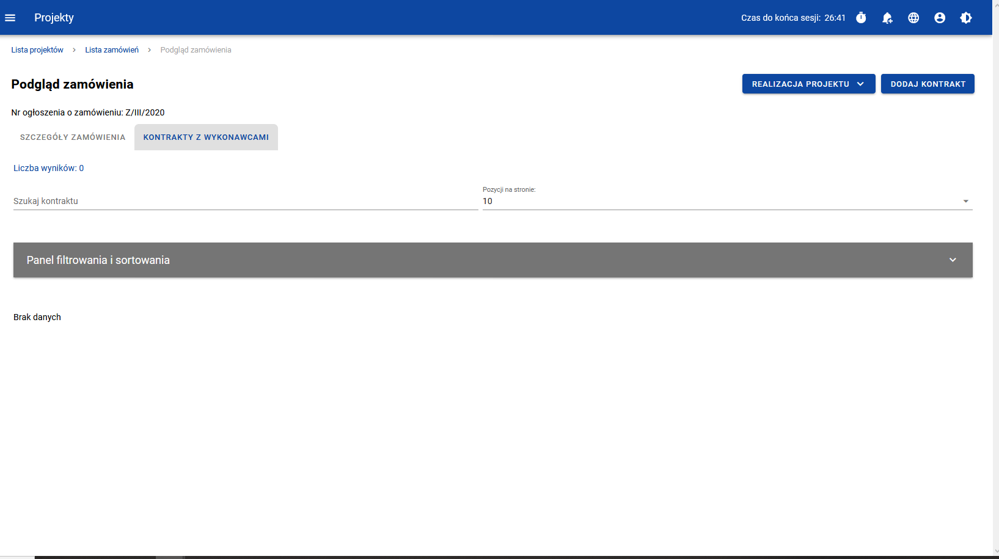 Projekty
Czas do końca sesji: 26:41
Lista projektów > Lista zamówień > Podgląd zamówienia
Podgląd zamówienia
REALIZACJA PROJEKTU
DODAJ KONTRAKT
Nr ogłoszenia o zamówieniu: Z/III/2020
SZCZEGÓŁY ZAMÓWIENIA
KONTRAKTY Z WYKONAWCAMI
Liczba wyników: 0
Szukaj kontraktu
Pozycji na stronie:
10
Panel filtrowania i sortowania
Brak danych